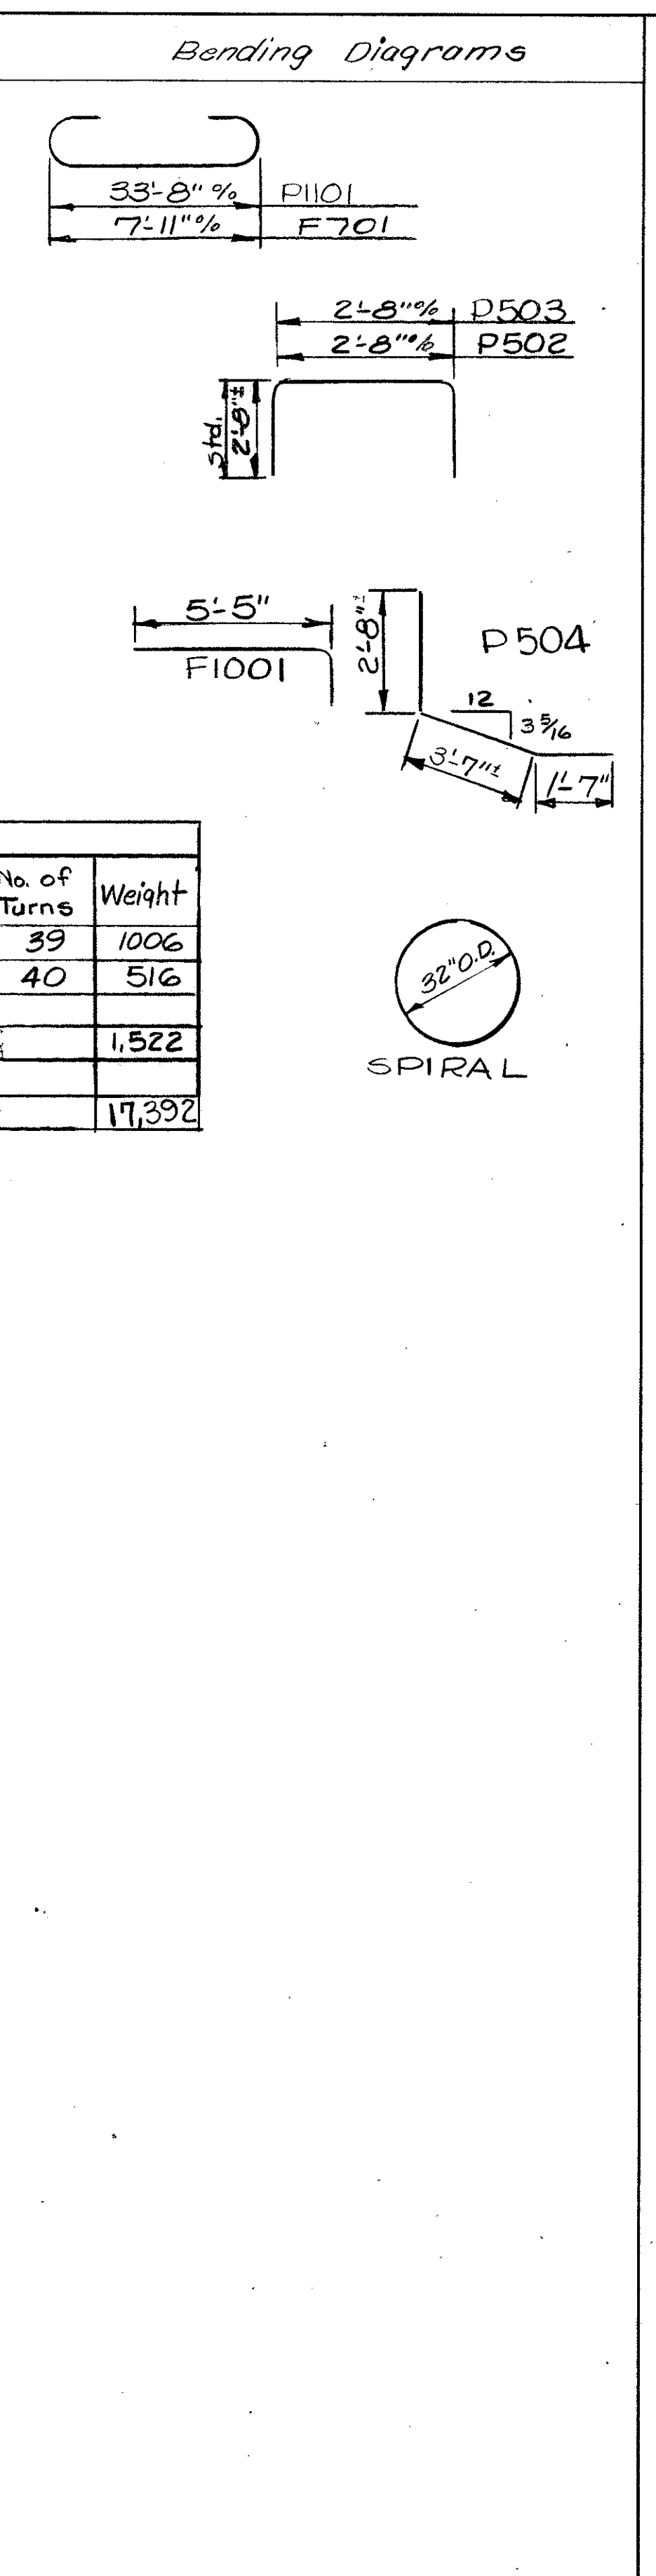 Bending Diagrams
33'-8" % P1101
7'-11" % F701
2'-8" % P503
2'-8" % P502
std.
2'-8"±
5'-5"
F1001
2'-8"±
P504
12
3 5/16
3'-7"±
1'-7"
No. of Turns Weight
39 1006
40 516
1,522
17,392
32" O.D.
SPIRAL